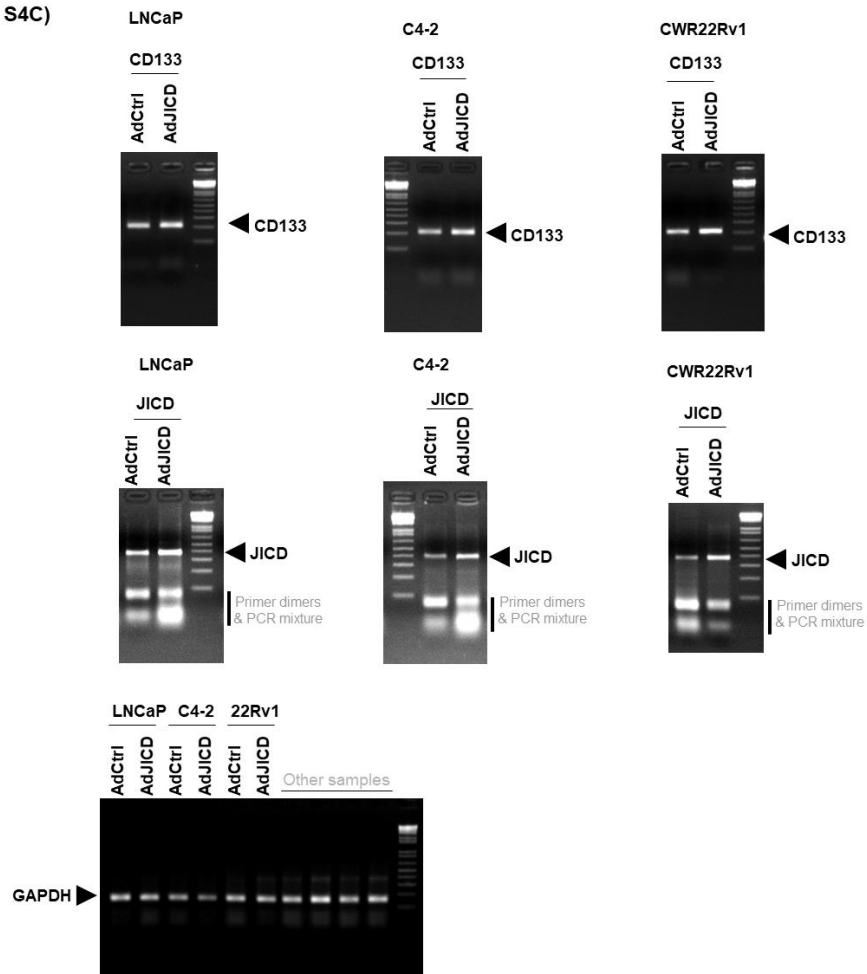 S4C)
LNCaP
C4-2
CWR22Rv1
CD133
CD133
CD133
AdCtrl
AdJICD
AdCtrl
AdJICD
AdCtrl
AdJICD
CD133
CD133
CD133
LNCaP
C4-2
CWR22Rv1
JICD
JICD
JICD
AdCtrl
AdJICD
AdCtrl
AdJICD
AdCtrl
AdJICD
JICD
JICD
JICD
Primer dimers
& PCR mixture
Primer dimers
& PCR mixture
Primer dimers
& PCR mixture
LNCaP
C4-2
22Rv1
AdCtrl
AdJICD
AdCtrl
AdJICD
AdCtrl
AdJICD
Other samples
GAPDH